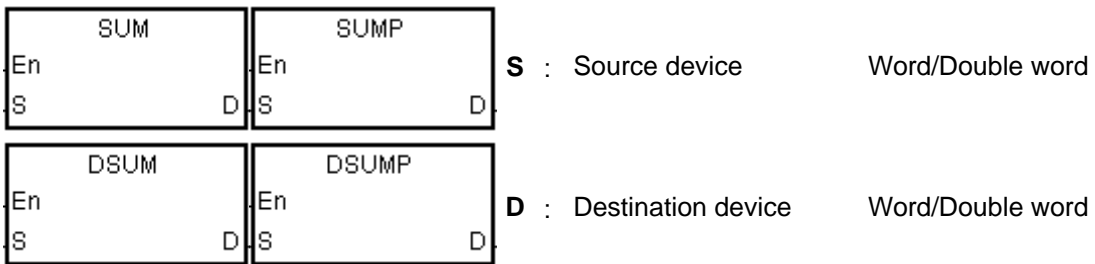 SUM SUMP
En En
S D S D
S : Source device Word/Double word
DSUM DSUMP
En En
S D S D
D : Destination device Word/Double word